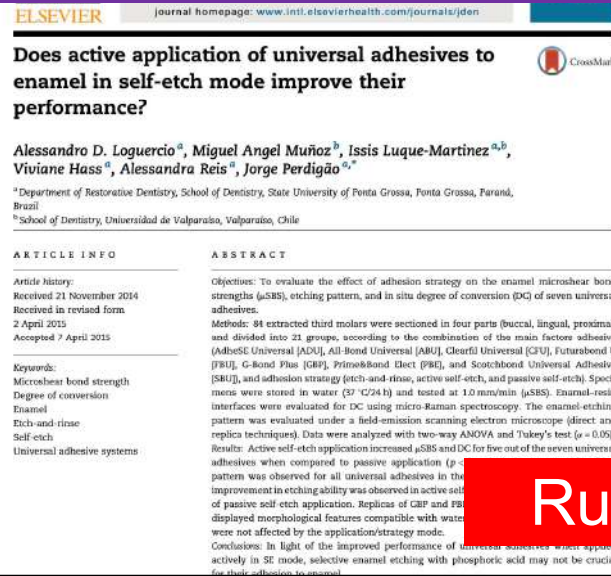 ELSEVIER
journal homepage: www.intl.elsevierhealth.com/journals/jden
Does active application of universal adhesives to
CrossMar
enamel in self-etch mode improve their
performance?
Alessandro D. Loguercio a, Miguel Angel Muñoz b, Issis Luque-Martinez a,b,
Viviane Hass a, Alessandra Reis a, Jorge Perdigão a,*
a Department of Restorative Dentistry, School of Dentistry, State University of Ponta Grossa, Ponta Grossa, Paraná,
Brazil
b School of Dentistry, Universidad de Valparaíso, Valparaíso, Chile
ARTICLE INFO
Article history:
Received 21 November 2014
Received in revised form
2 April 2015
Accepted 7 April 2015
Keywords:
Microshear bond strength
Degree of conversion
Enamel
Etch-and-rinse
Self-etch
Universal adhesive systems
ABSTRACT
Objectives: To evaluate the effect of adhesion strategy on the enamel microshear bon
strengths (μSBS), etching pattern, and in situ degree of conversion (DC) of seven universa
adhesives.
Methods: 84 extracted third molars were sectioned in four parts (buccal, lingual, proxima
and divided into 21 groups, according to the combination of the main factors adhesiv
(AdheSE Universal [ADU], All-Bond Universal [ABU], Clearfil Universal [CFU], Futurabond
[FBU], G-Bond Plus [GBP], Prime&Bond Elect [PBE], and Scotchbond Universal Adhesiv
[SBU]), and adhesion strategy (etch-and-rinse, active self-etch, and passive self-etch). Speci
mens were stored in water (37 °C/24 h) and tested at 1.0 mm/min (μSBS). Enamel–resin
interfaces were evaluated for DC using micro-Raman spectroscopy. The enamel-etchin
pattern was evaluated under a field-emission scanning electron microscope (direct an
replica techniques). Data were analyzed with two-way ANOVA and Tukey's test (α = 0.05)
Results: Active self-etch application increased μSBS and DC for five out of the seven univers
adhesives when compared to passive application (p <
pattern was observed for all universal adhesives in the
improvement in etching ability was observed in active self
of passive self-etch application. Replicas of GBP and PBE
displayed morphological features compatible with water
were not affected by the application/strategy mode.
Conclusions: In light of the improved performance of universal adhesives when applie
actively in SE mode, selective enamel etching with phosphoric acid may not be crucia
for their adhesion to enamel.
Ru